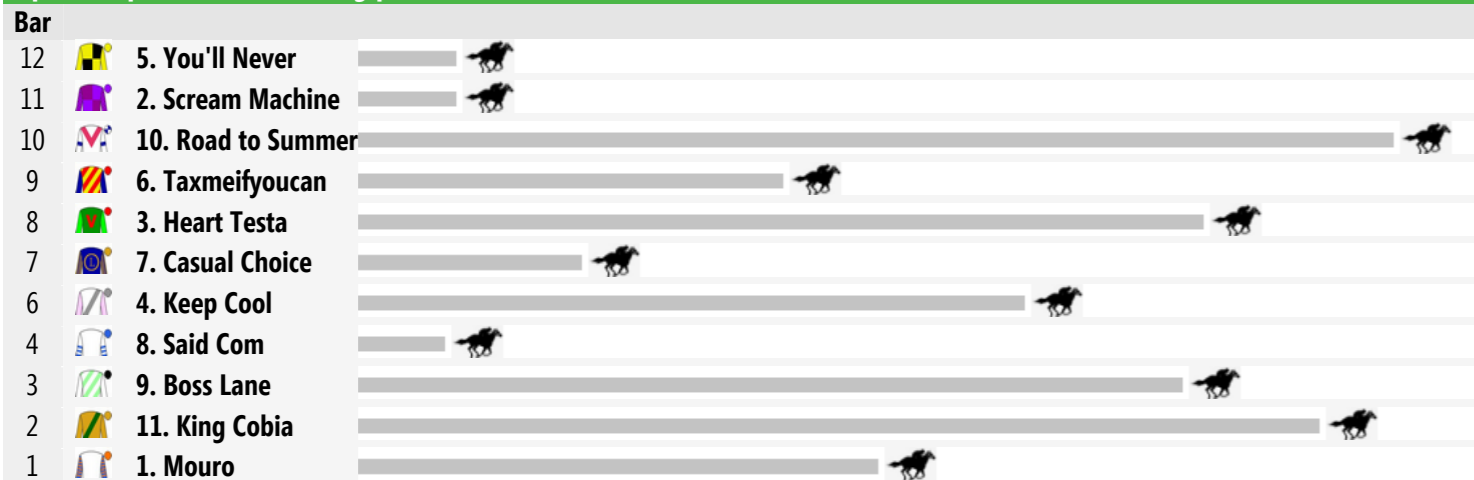 Bar
12 5. You'll Never
11 2. Scream Machine
10 10. Road to Summer
9 6. Taxmeifyoucan
8 3. Heart Testa
7 7. Casual Choice
6 4. Keep Cool
4 8. Said Com
3 9. Boss Lane
2 11. King Cobia
1 1. Mouro